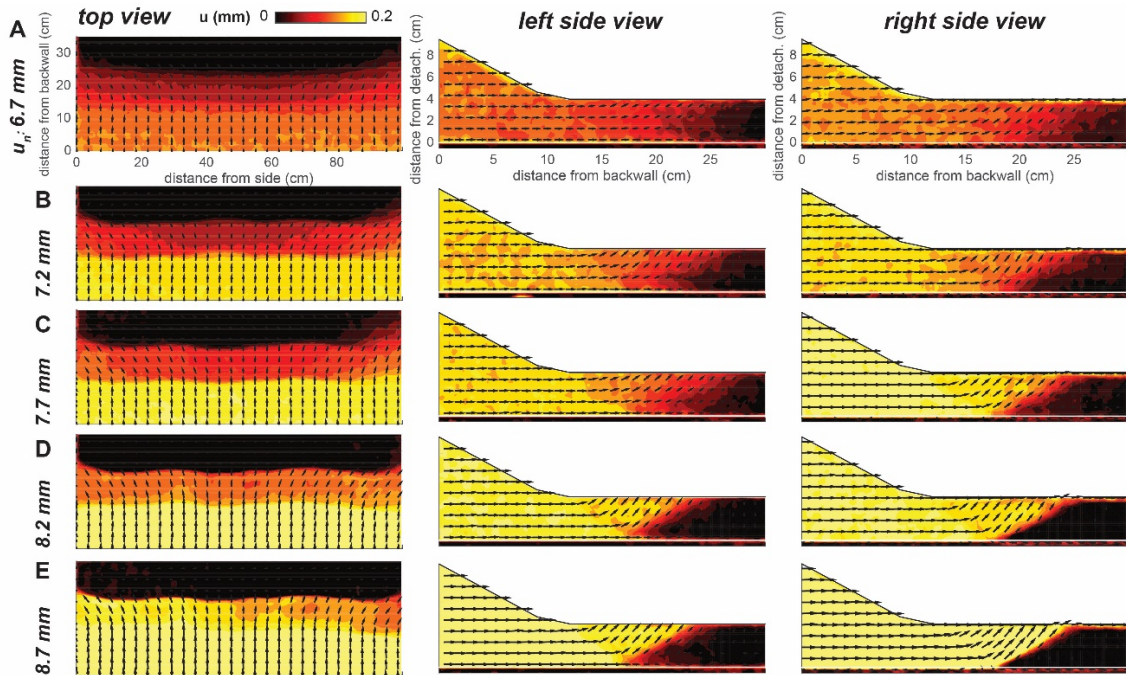 top view
u (mm) 0 0.2
left side view
right side view
A
uₙ: 6.7 mm
distance from backwall (cm)
30
20
10
0
0 20 40 60 80
distance from side (cm)
distance from detach. (cm)
8
6
4
2
0
0 5 10 15 20 25
distance from backwall (cm)
distance from detach. (cm)
8
6
4
2
0
0 5 10 15 20 25
distance from backwall (cm)
B
7.2 mm
C
7.7 mm
D
8.2 mm
E
8.7 mm